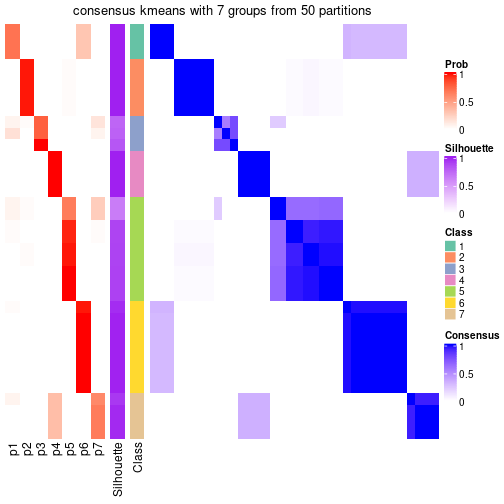 consensus kmeans with 7 groups from 50 partitions
Prob
1
0.5
0
Silhouette
1
0.5
0
Class
1
2
3
4
5
6
7
Consensus
1
0.5
0
p1
p2
p3
p4
p5
p6
p7
Silhouette
Class